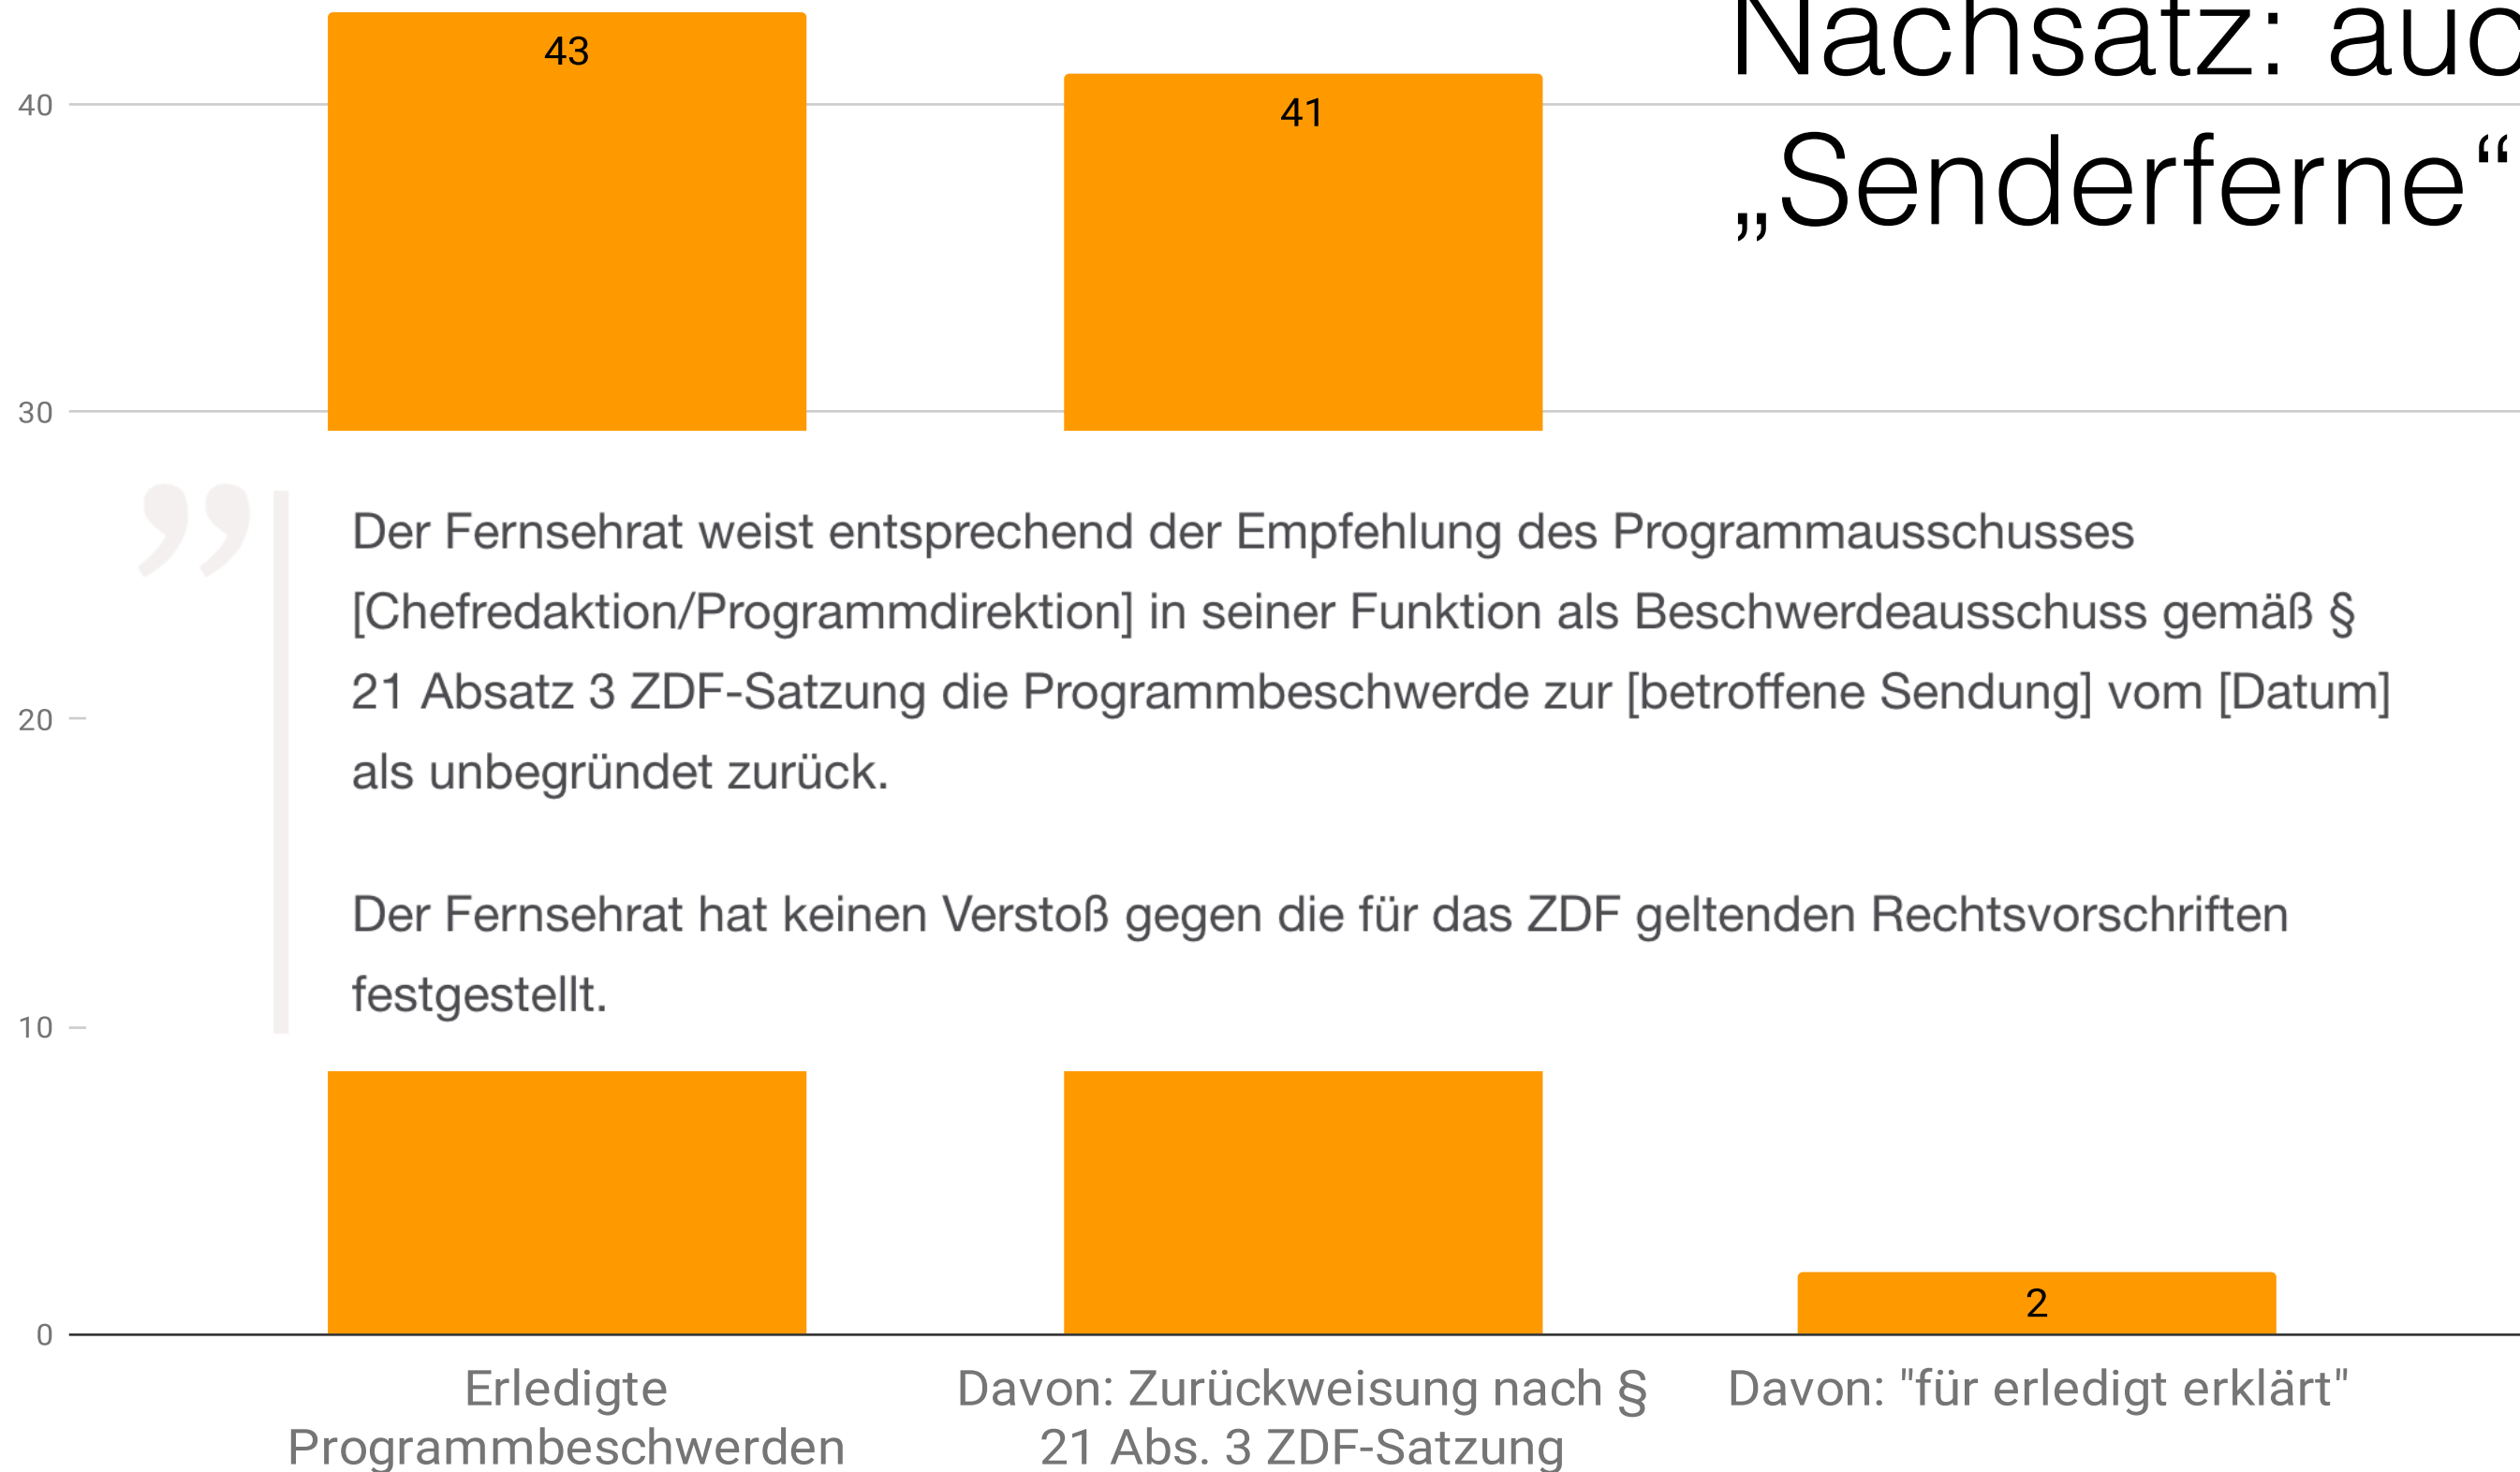 Nachsatz:
„Senderferne“
43
41
40
30
20
10
0
Der Fernsehrat weist entsprechend der Empfehlung des Programmausschusses
[Chefredaktion/Programmdirektion] in seiner Funktion als Beschwerdeausschuss gemäß §
21 Absatz 3 ZDF-Satzung die Programmbeschwerde zur [betroffene Sendung] vom [Datum]
als unbegründet zurück.
Der Fernsehrat hat keinen Verstoß gegen die für das ZDF geltenden Rechtsvorschriften
festgestellt.
2
Erledigte
Programmbeschwerden
Davon: Zurückweisung nach §
21 Abs. 3 ZDF-Satzung
Davon: "für erledigt erklärt"